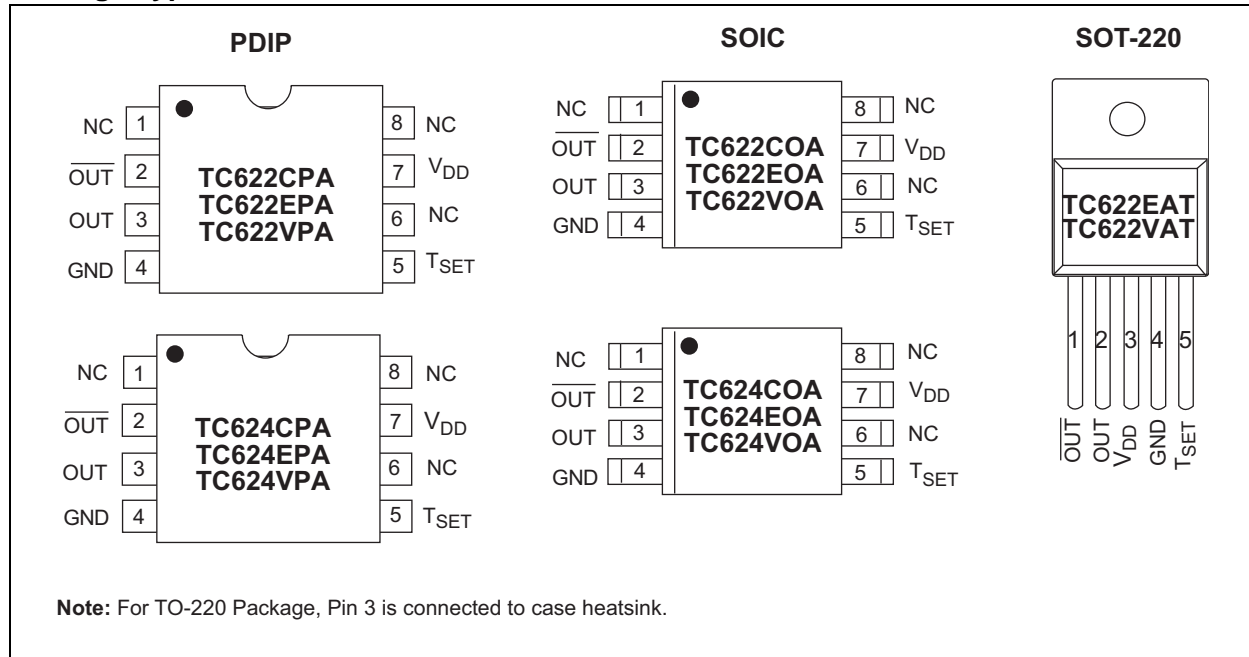 PDIP
NC 1
OUT 2
OUT 3
GND 4
8 NC
7 VDD
6 NC
5 TSET
TC622CPA
TC622EPA
TC622VPA
SOIC
NC 1
OUT 2
OUT 3
GND 4
8 NC
7 VDD
6 NC
5 TSET
TC622COA
TC622EOA
TC622VOA
SOT-220
TC622EAT
TC622VAT
1 2 3 4 5
OUT
OUT
VDD
GND
TSET
NC 1
OUT 2
OUT 3
GND 4
8 NC
7 VDD
6 NC
5 TSET
TC624CPA
TC624EPA
TC624VPA
NC 1
OUT 2
OUT 3
GND 4
8 NC
7 VDD
6 NC
5 TSET
TC624COA
TC624EOA
TC624VOA
Note: For TO-220 Package, Pin 3 is connected to case heatsink.